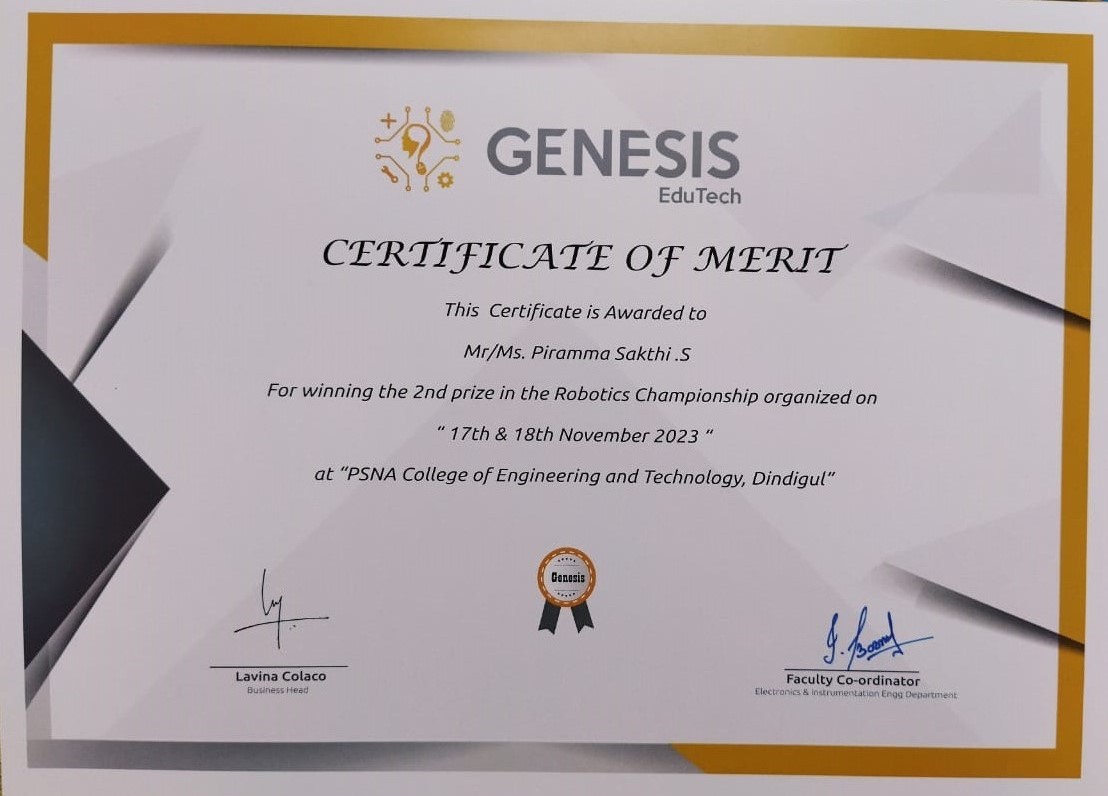 GENESIS
EduTech
CERTIFICATE OF MERIT
This Certificate is Awarded to
Mr/Ms. Piramma Sakthi .S
For winning the 2nd prize in the Robotics Championship organized on
“ 17th & 18th November 2023 “
at “PSNA College of Engineering and Technology, Dindigul”
Genesis
Lavina Colaco
Business Head
Faculty Co-ordinator
Electronics & Instrumentation Engg Department